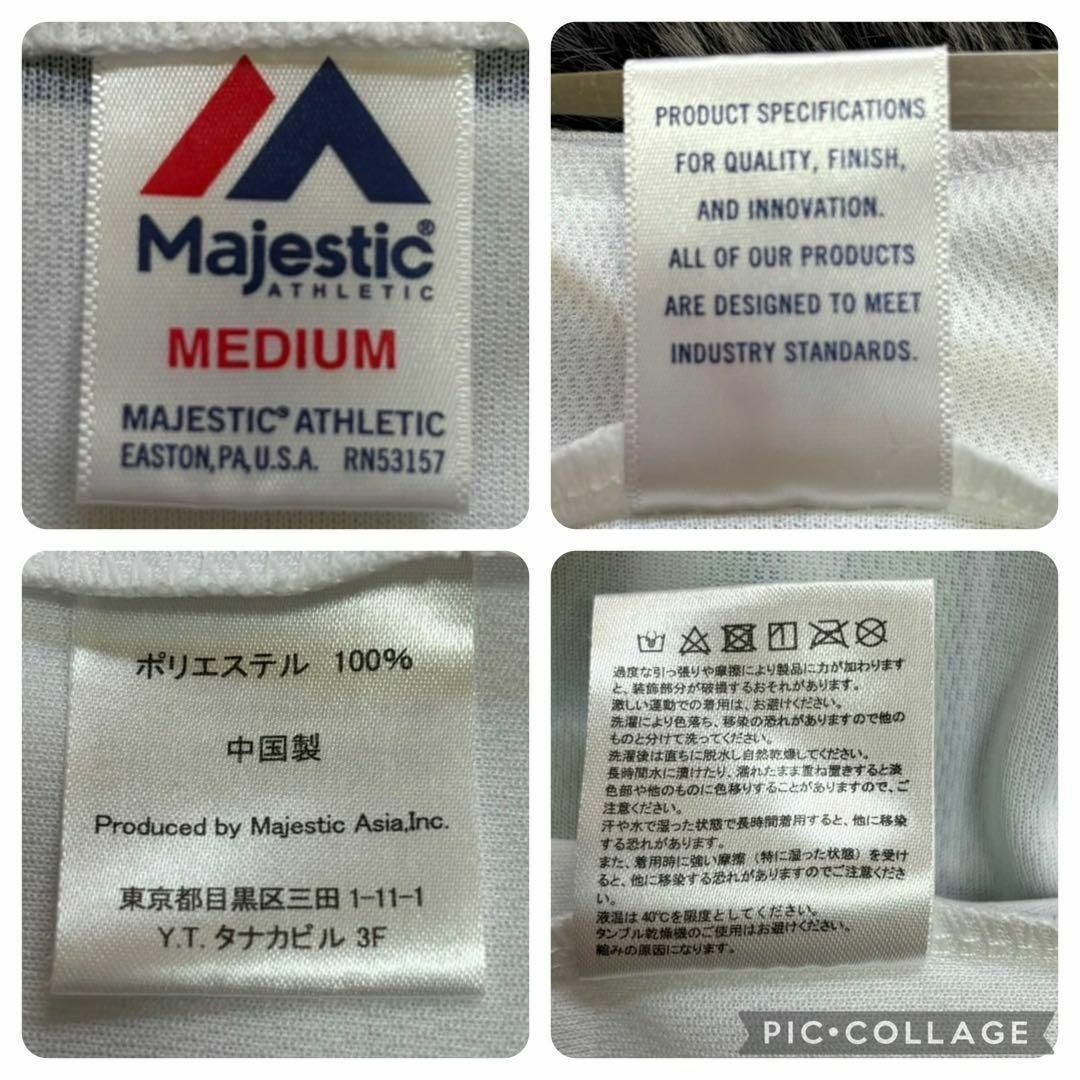 Majestic®
ATHLETIC
MEDIUM
MAJESTIC® ATHLETIC
EASTON, PA, U.S.A. RN53157
PRODUCT SPECIFICATIONS
FOR QUALITY, FINISH,
AND INNOVATION.
ALL OF OUR PRODUCTS
ARE DESIGNED TO MEET
INDUSTRY STANDARDS.
ポリエステル 100%
中国製
Produced by Majestic Asia,Inc.
東京都目黒区三田 1-11-1
Y.T. タナカビル 3F
過度な引っ張りや摩擦により製品に力が加わります
と、装飾部分が破損するおそれがあります。
激しい運動での着用は、お避けください。
洗濯により色落ち、移染の恐れがありますので他の
ものと分けて洗ってください。
洗濯後は直ちに脱水し自然乾燥してください。
長時間水に漬けたり、濡れたまま重ね置きすると淡
色部や他のものに色移りすることがありますので、ご
注意ください。
汗や水で湿った状態で長時間着用すると、他に移染
する恐れがあります。
また、着用時に強い摩擦（特に湿った状態）を受け
ると、他に移染する恐れがありますのでご注意くださ
い。
液温は40℃を限度としてください。
タンブル乾燥機のご使用はお避けください。
縮みの原因になります。
PIC•COLLAGE